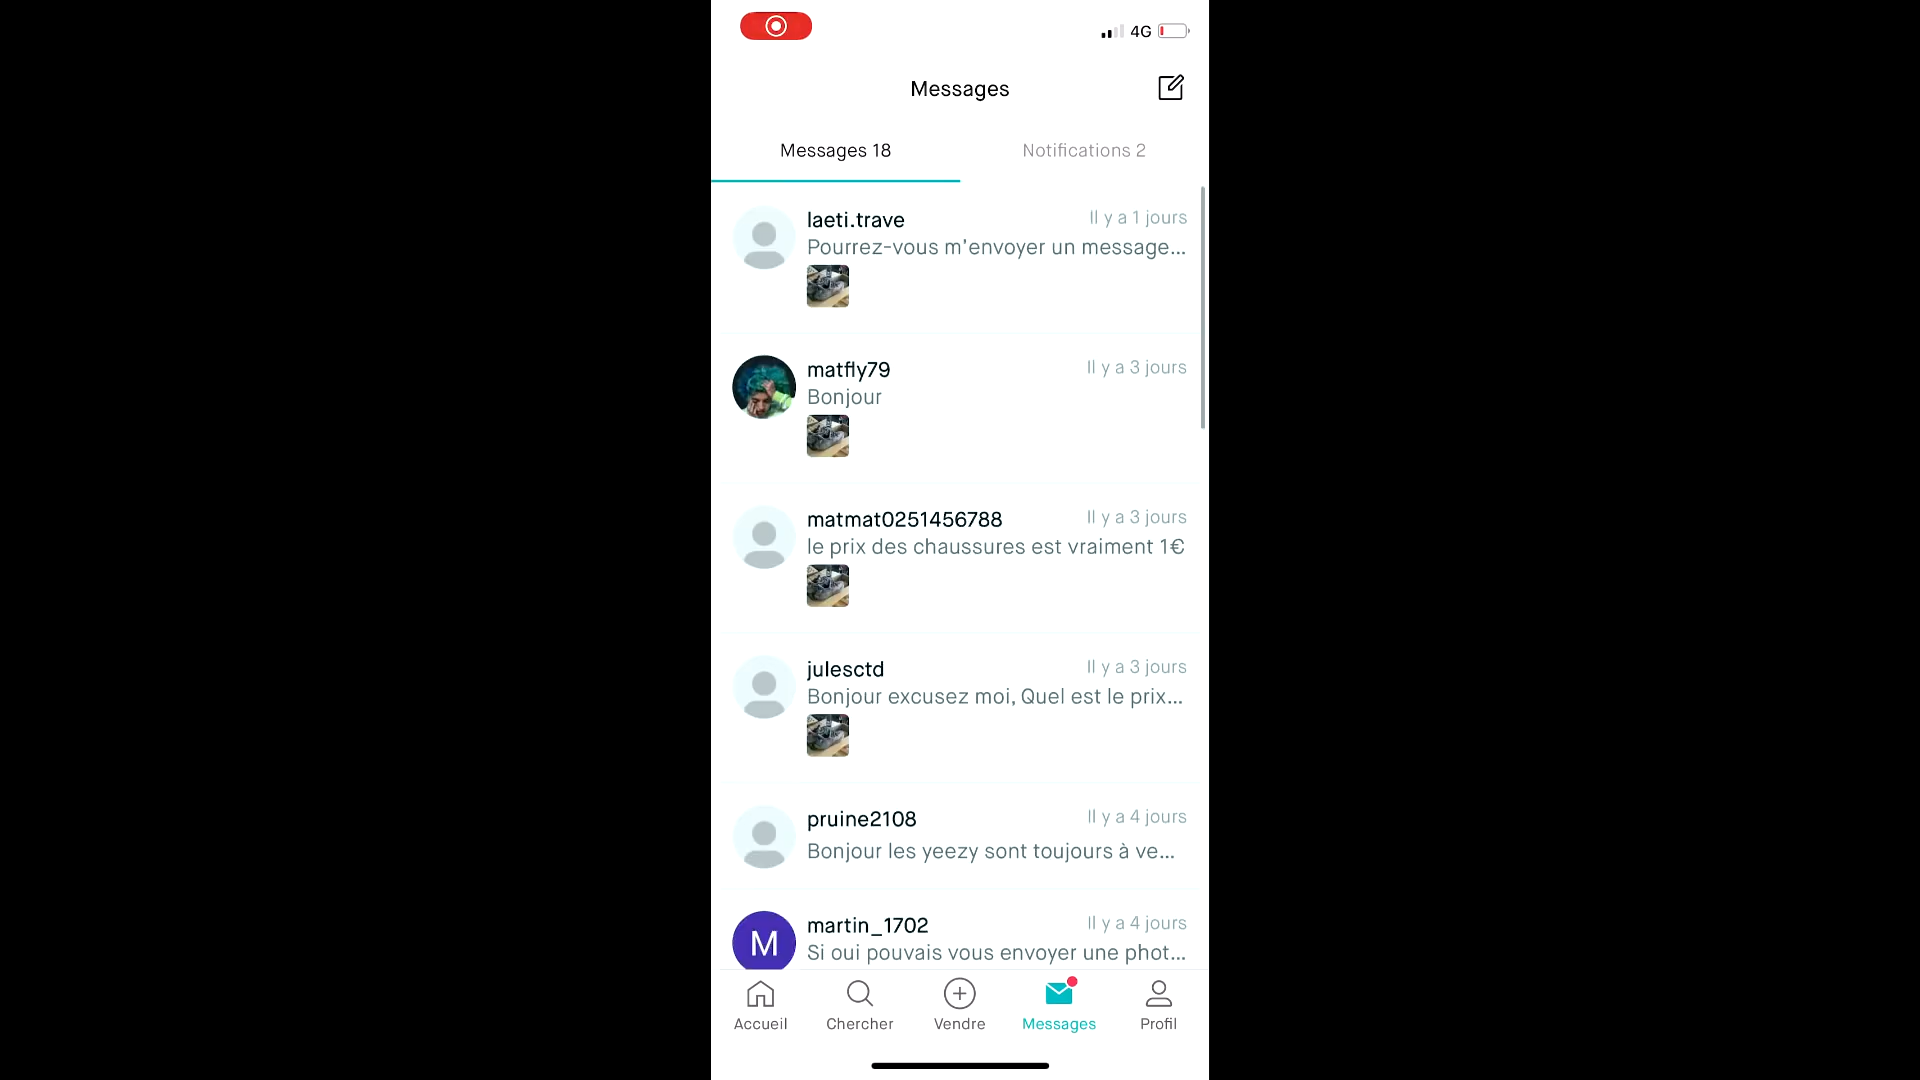 4G
Messages
Messages 18
Notifications 2
laeti.trave
Il y a 1 jours
Pourrez-vous m'envoyer un message...
matfly79
Il y a 3 jours
Bonjour
matmat0251456788
Il y a 3 jours
le prix des chaussures est vraiment 1€
julesctd
Il y a 3 jours
Bonjour excusez moi, Quel est le prix...
pruine2108
Il y a 4 jours
Bonjour les yeezy sont toujours à ve...
M
martin_1702
Il y a 4 jours
Si oui pouvais vous envoyer une phot...
Accueil
Chercher
Vendre
Messages
Profil